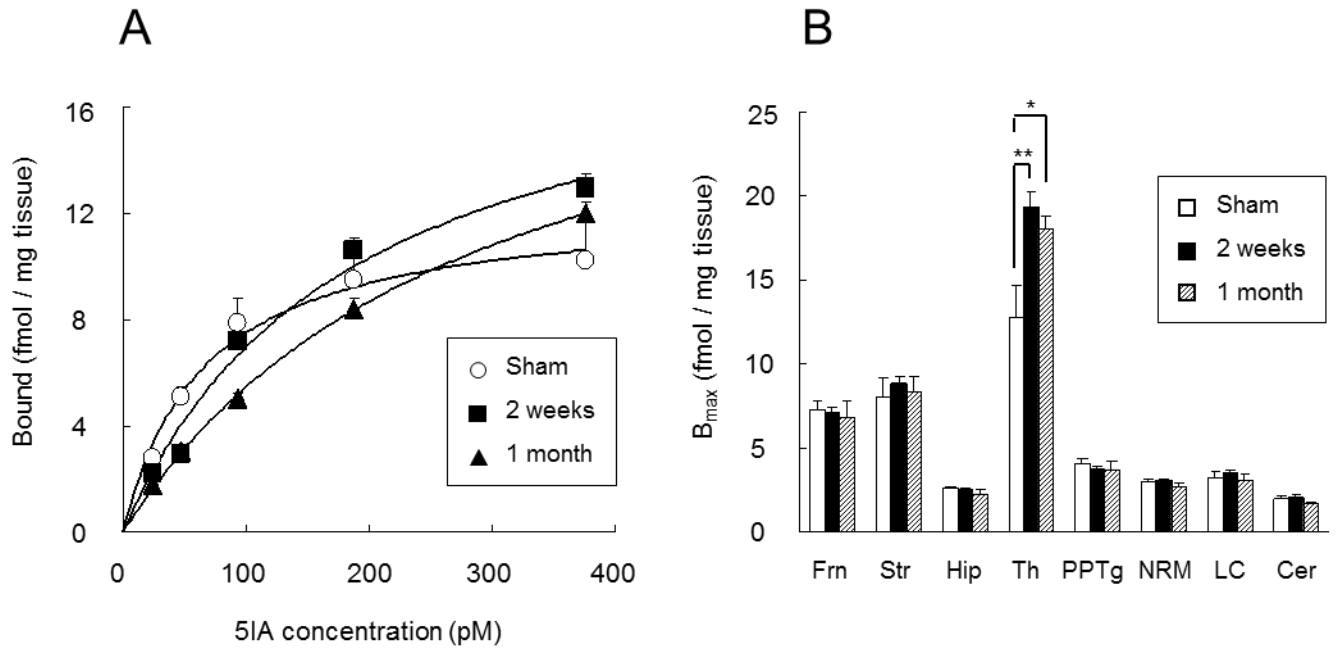 A
Bound (fmol / mg tissue)
16
12
8
4
0
0 100 200 300 400
5IA concentration (pM)
Sham
2 weeks
1 month
B
Bmax (fmol / mg tissue)
25
20
15
10
5
0
*
**
Frn Str Hip Th PPTg NRM LC Cer
Sham
2 weeks
1 month